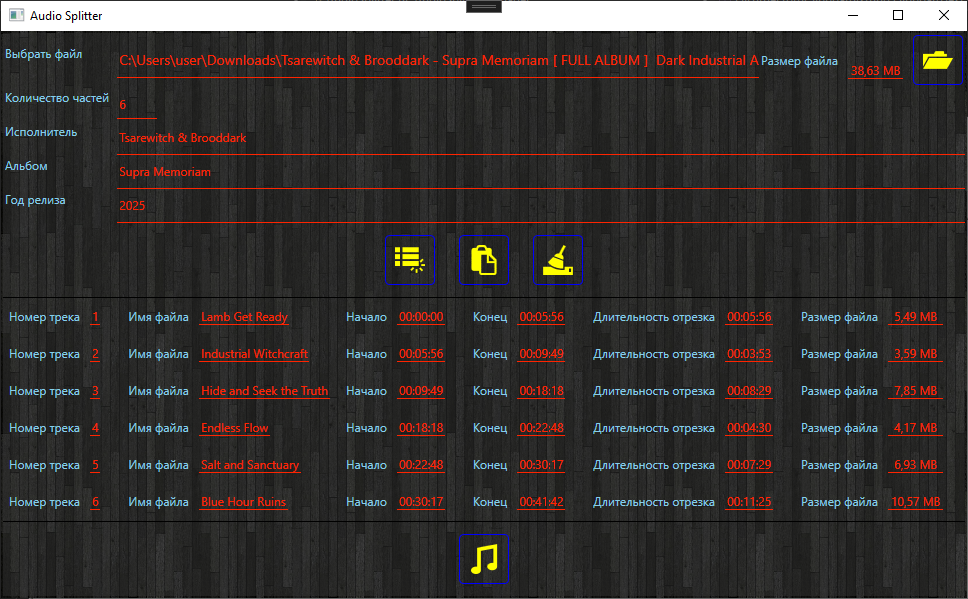 Audio Splitter
Выбрать файл C:\Users\user\Downloads\Tsarewitch & Brooddark - Supra Memoriam [ FULL ALBUM ] Dark Industrial A Размер файла 38,63 MB
Количество частей 6
Исполнитель Tsarewitch & Brooddark
Альбом Supra Memoriam
Год релиза 2025
Номер трека 1 Имя файла Lamb Get Ready Начало 00:00:00 Конец 00:05:56 Длительность отрезка 00:05:56 Размер файла 5,49 MB
Номер трека 2 Имя файла Industrial Witchcraft Начало 00:05:56 Конец 00:09:49 Длительность отрезка 00:03:53 Размер файла 3,59 MB
Номер трека 3 Имя файла Hide and Seek the Truth Начало 00:09:49 Конец 00:18:18 Длительность отрезка 00:08:29 Размер файла 7,85 MB
Номер трека 4 Имя файла Endless Flow Начало 00:18:18 Конец 00:22:48 Длительность отрезка 00:04:30 Размер файла 4,17 MB
Номер трека 5 Имя файла Salt and Sanctuary Начало 00:22:48 Конец 00:30:17 Длительность отрезка 00:07:29 Размер файла 6,93 MB
Номер трека 6 Имя файла Blue Hour Ruins Начало 00:30:17 Конец 00:41:42 Длительность отрезка 00:11:25 Размер файла 10,57 MB